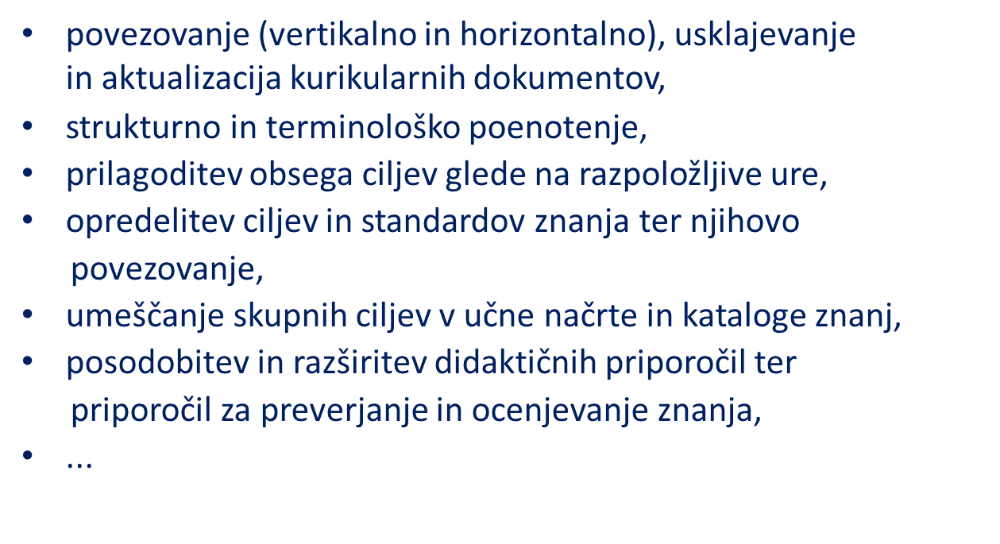 • povezovanje (vertikalno in horizontalno), usklajevanje
in aktualizacija kurikularnih dokumentov,
• strukturno in terminološko poenotenje,
• prilagoditev obsega ciljev glede na razpoložljive ure,
• opredelitev ciljev in standardov znanja ter njihovo
povezovanje,
• umeščanje skupnih ciljev v učne načrte in kataloge znanj,
• posodobitev in razširitev didaktičnih priporočil ter
priporočil za preverjanje in ocenjevanje znanja,
• ...